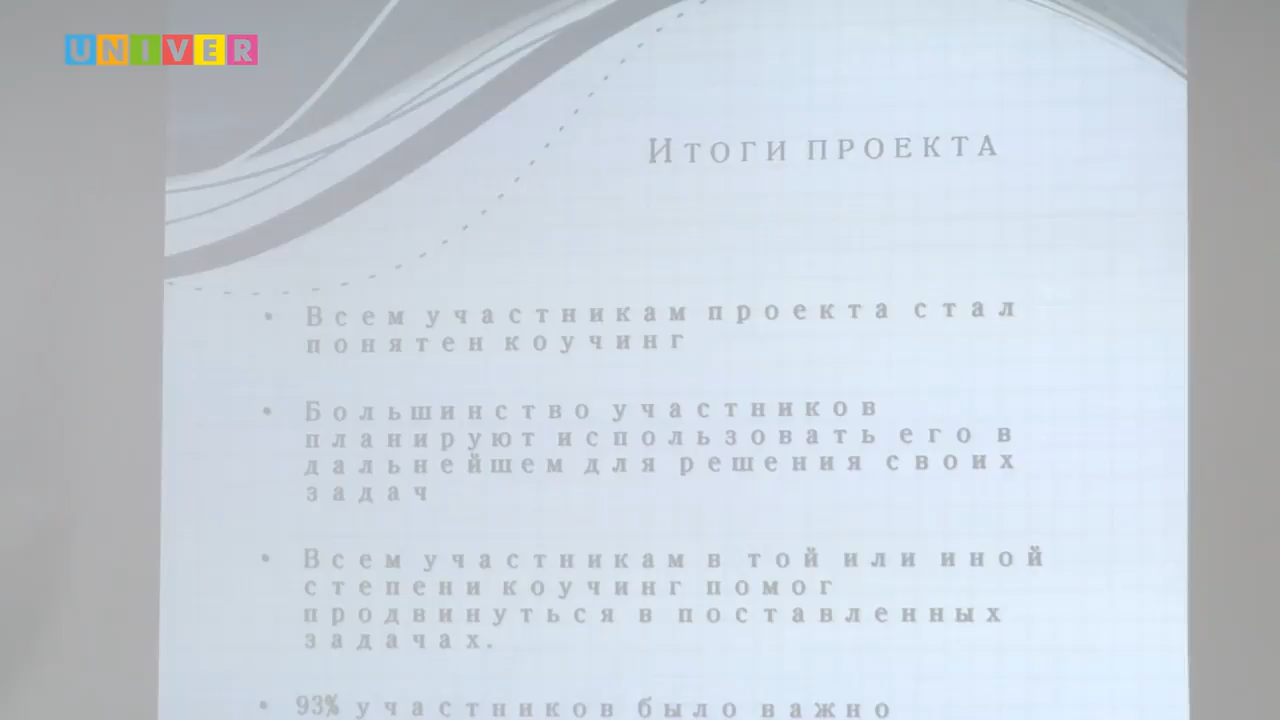 UNIVER
Итоги проекта
• Всем участникам проекта стал
понятен коучинг
• Большинство участников
планируют использовать его в
дальнейшем для решения своих
задач
• Всем участникам в той или иной
степени коучинг помог
продвинуться в поставленных
задачах.
• 93% участников было важно